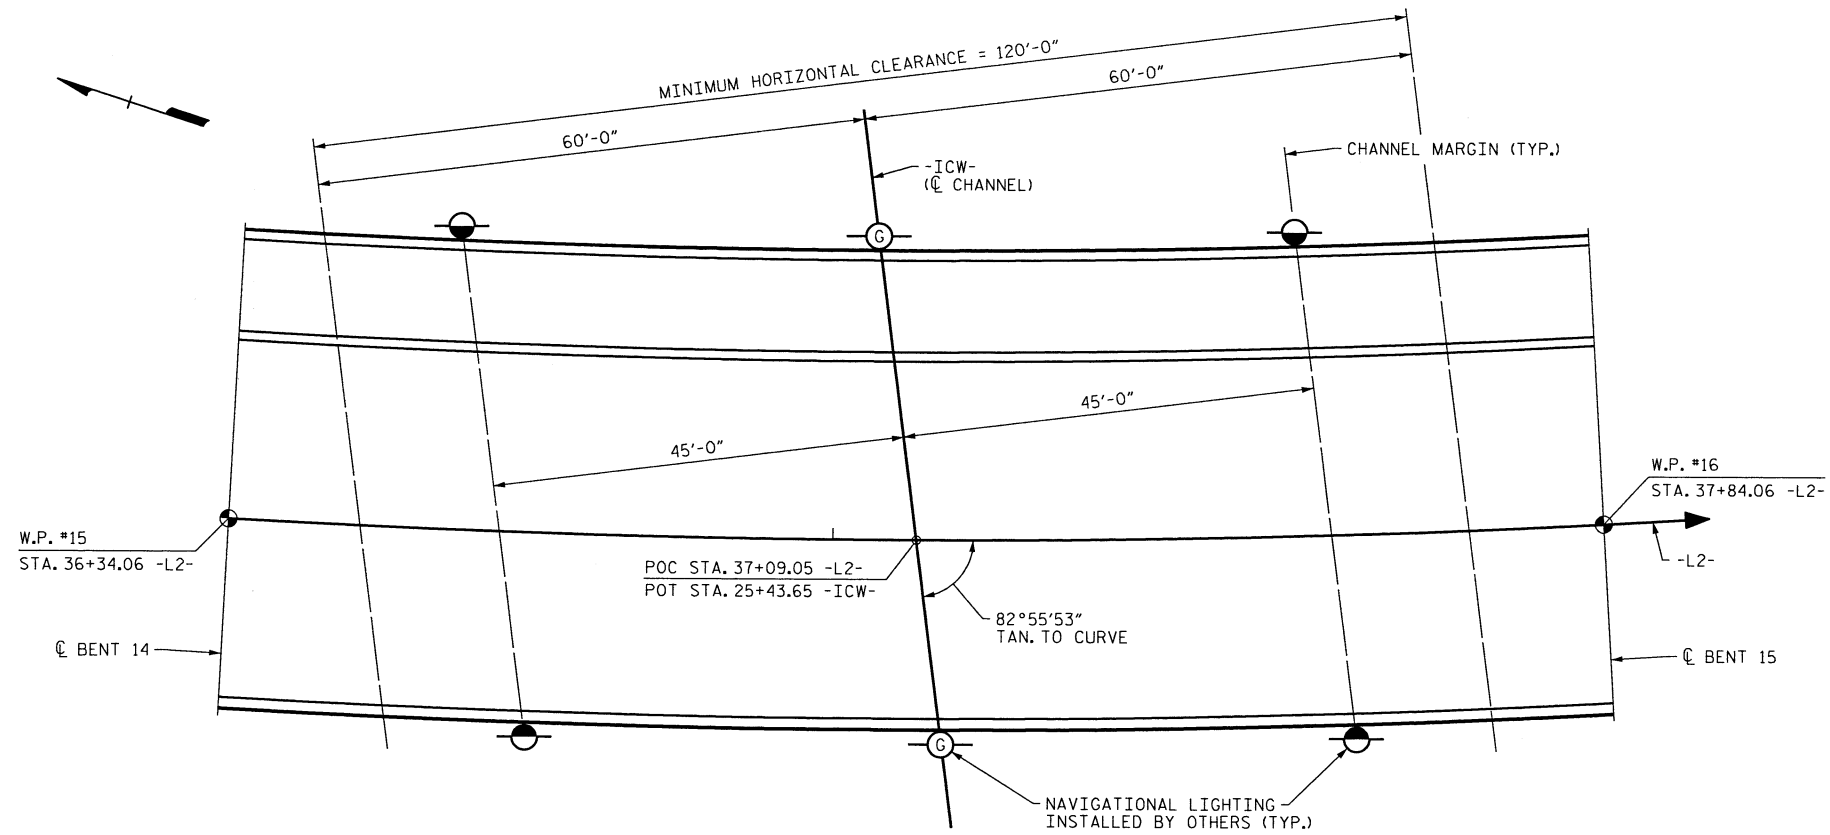 MINIMUM HORIZONTAL CLEARANCE = 120'-0"
60'-0"
60'-0"
-ICW-
(℄ CHANNEL)
CHANNEL MARGIN (TYP.)
G
45'-0"
45'-0"
W.P. #16
STA. 37+84.06 -L2-
W.P. #15
STA. 36+34.06 -L2-
POC STA. 37+09.05 -L2-
POT STA. 25+43.65 -ICW-
-L2-
82°55'53"
TAN. TO CURVE
℄ BENT 14
℄ BENT 15
G
NAVIGATIONAL LIGHTING
INSTALLED BY OTHERS (TYP.)